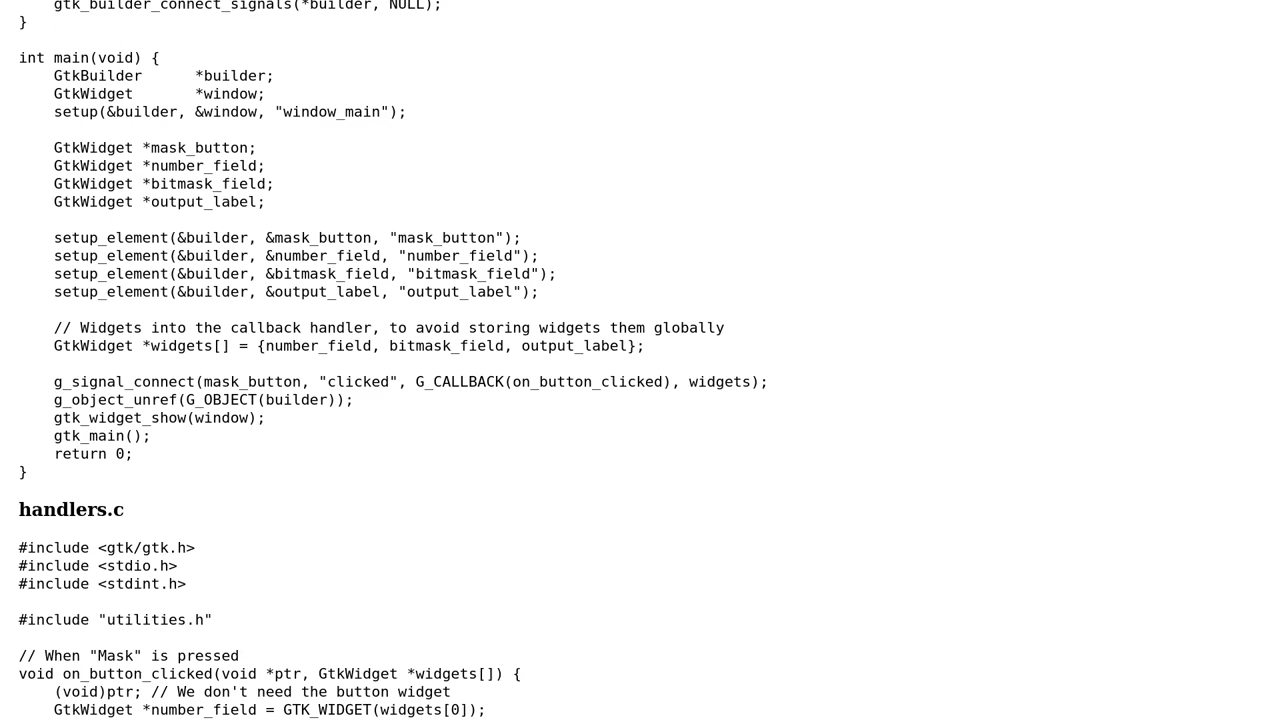 gtk_builder_connect_signals(*builder, NULL);
}

int main(void) {
    GtkBuilder      *builder;
    GtkWidget       *window;
    setup(&builder, &window, "window_main");

    GtkWidget *mask_button;
    GtkWidget *number_field;
    GtkWidget *bitmask_field;
    GtkWidget *output_label;

    setup_element(&builder, &mask_button, "mask_button");
    setup_element(&builder, &number_field, "number_field");
    setup_element(&builder, &bitmask_field, "bitmask_field");
    setup_element(&builder, &output_label, "output_label");

    // Widgets into the callback handler, to avoid storing widgets them globally
    GtkWidget *widgets[] = {number_field, bitmask_field, output_label};

    g_signal_connect(mask_button, "clicked", G_CALLBACK(on_button_clicked), widgets);
    g_object_unref(G_OBJECT(builder));
    gtk_widget_show(window);
    gtk_main();
    return 0;
}
handlers.c
#include <gtk/gtk.h>
#include <stdio.h>
#include <stdint.h>

#include "utilities.h"

// When "Mask" is pressed
void on_button_clicked(void *ptr, GtkWidget *widgets[]) {
    (void)ptr; // We don't need the button widget
    GtkWidget *number_field = GTK_WIDGET(widgets[0]);